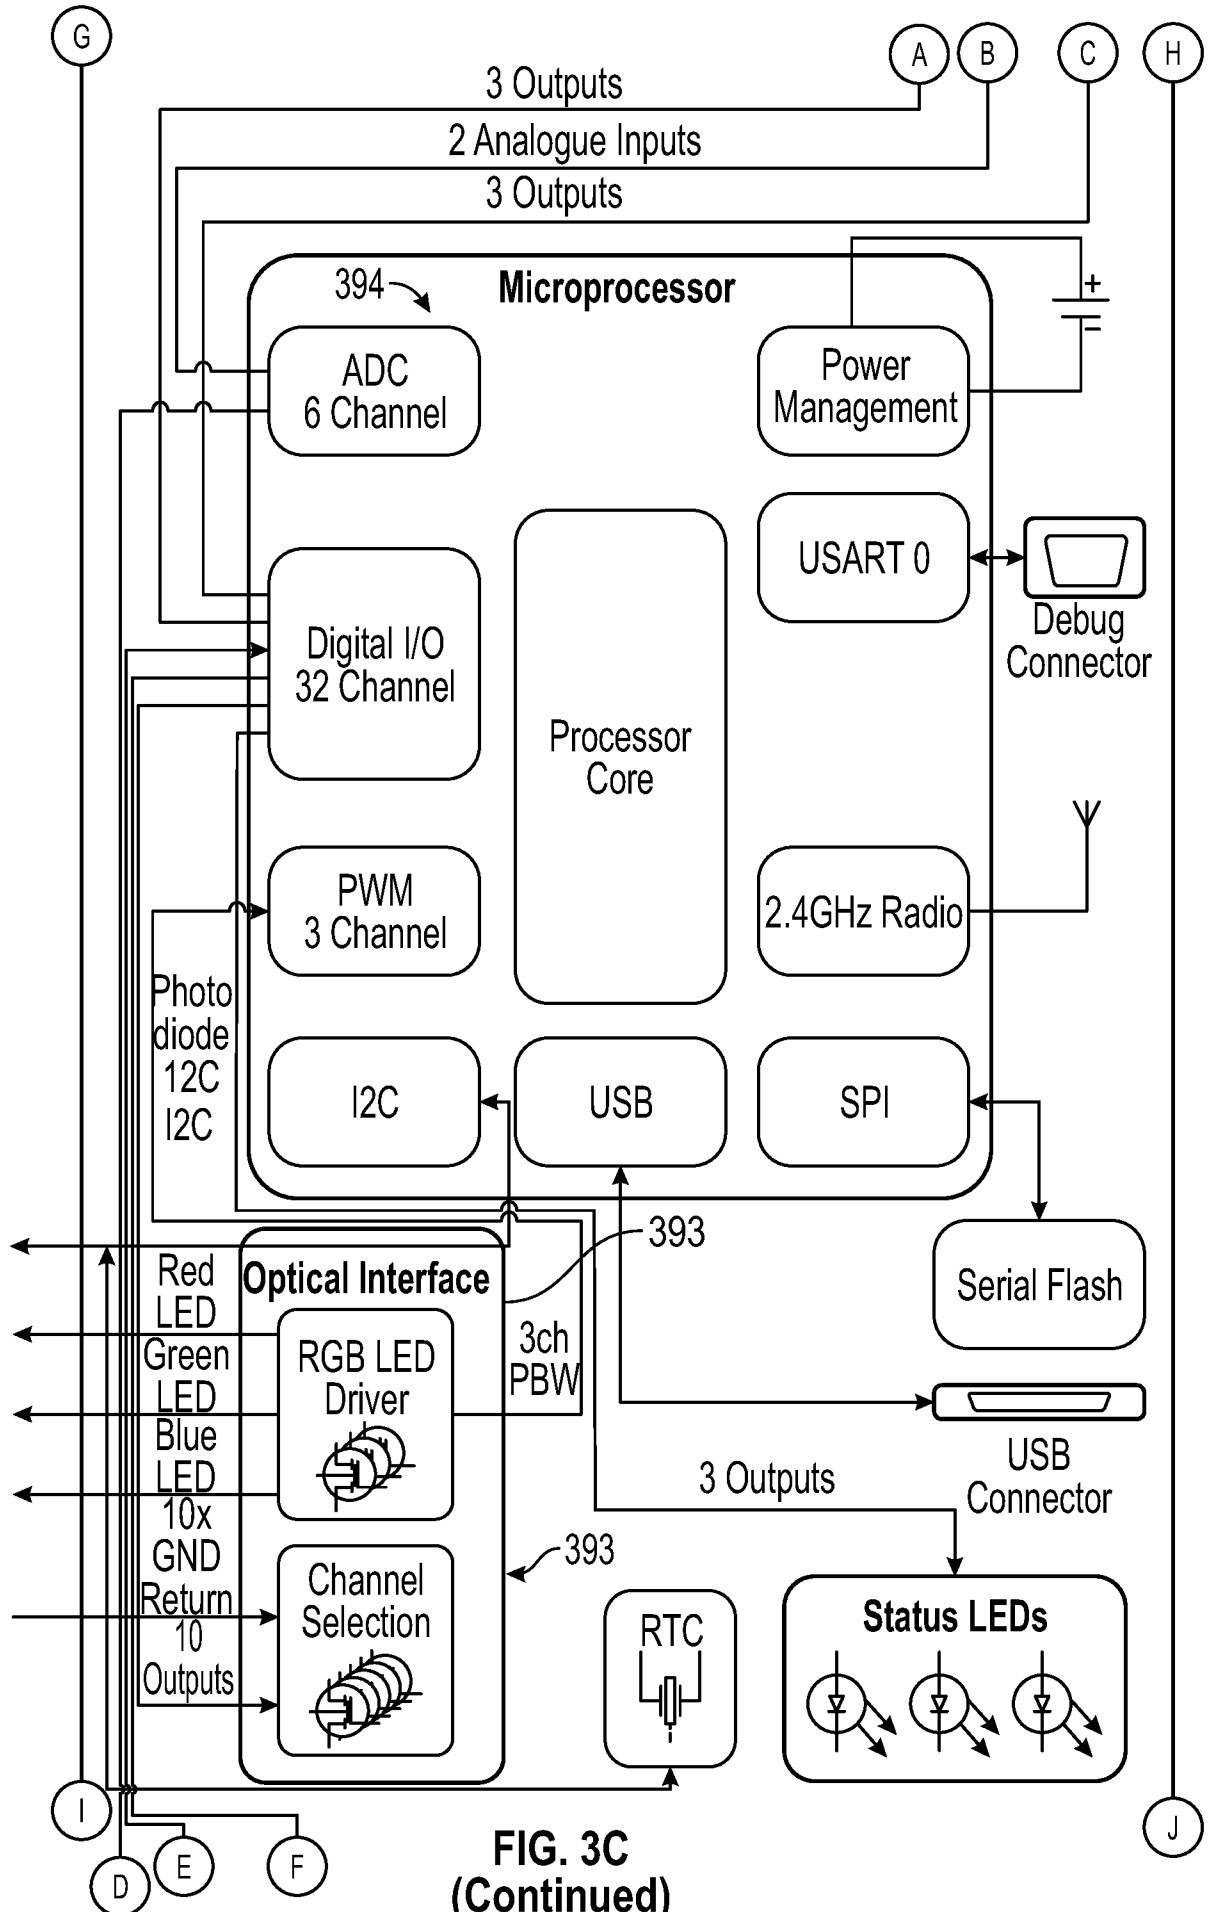 G
A
B
C
H
3 Outputs
2 Analogue Inputs
3 Outputs
394
Microprocessor
+
–
ADC
6 Channel
Power
Management
USART 0
Debug
Connector
Digital I/O
32 Channel
Processor
Core
PWM
3 Channel
2.4GHz Radio
Photo
diode
12C
I2C
I2C
USB
SPI
393
Optical Interface
Serial Flash
Red
LED
Green
LED
Blue
LED
10x
GND
Return
10
Outputs
RGB LED
Driver
3ch
PBW
USB
Connector
3 Outputs
393
Channel
Selection
RTC
Status LEDs
I
J
D
E
F
FIG. 3C
(Continued)